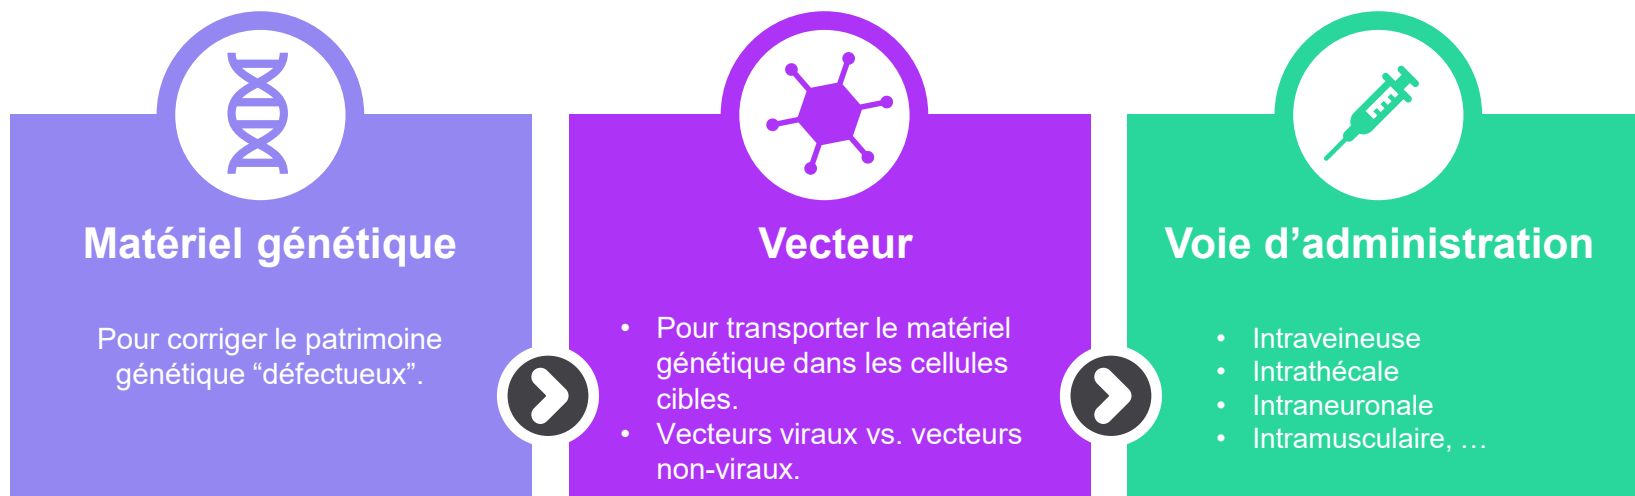 Matériel génétique
Pour corriger le patrimoine
génétique “défectueux”.
Vecteur
• Pour transporter le matériel
génétique dans les cellules
cibles.
• Vecteurs viraux vs. vecteurs
non-viraux.
Voie d’administration
• Intraveineuse
• Intrathécale
• Intraneuronale
• Intramusculaire, …